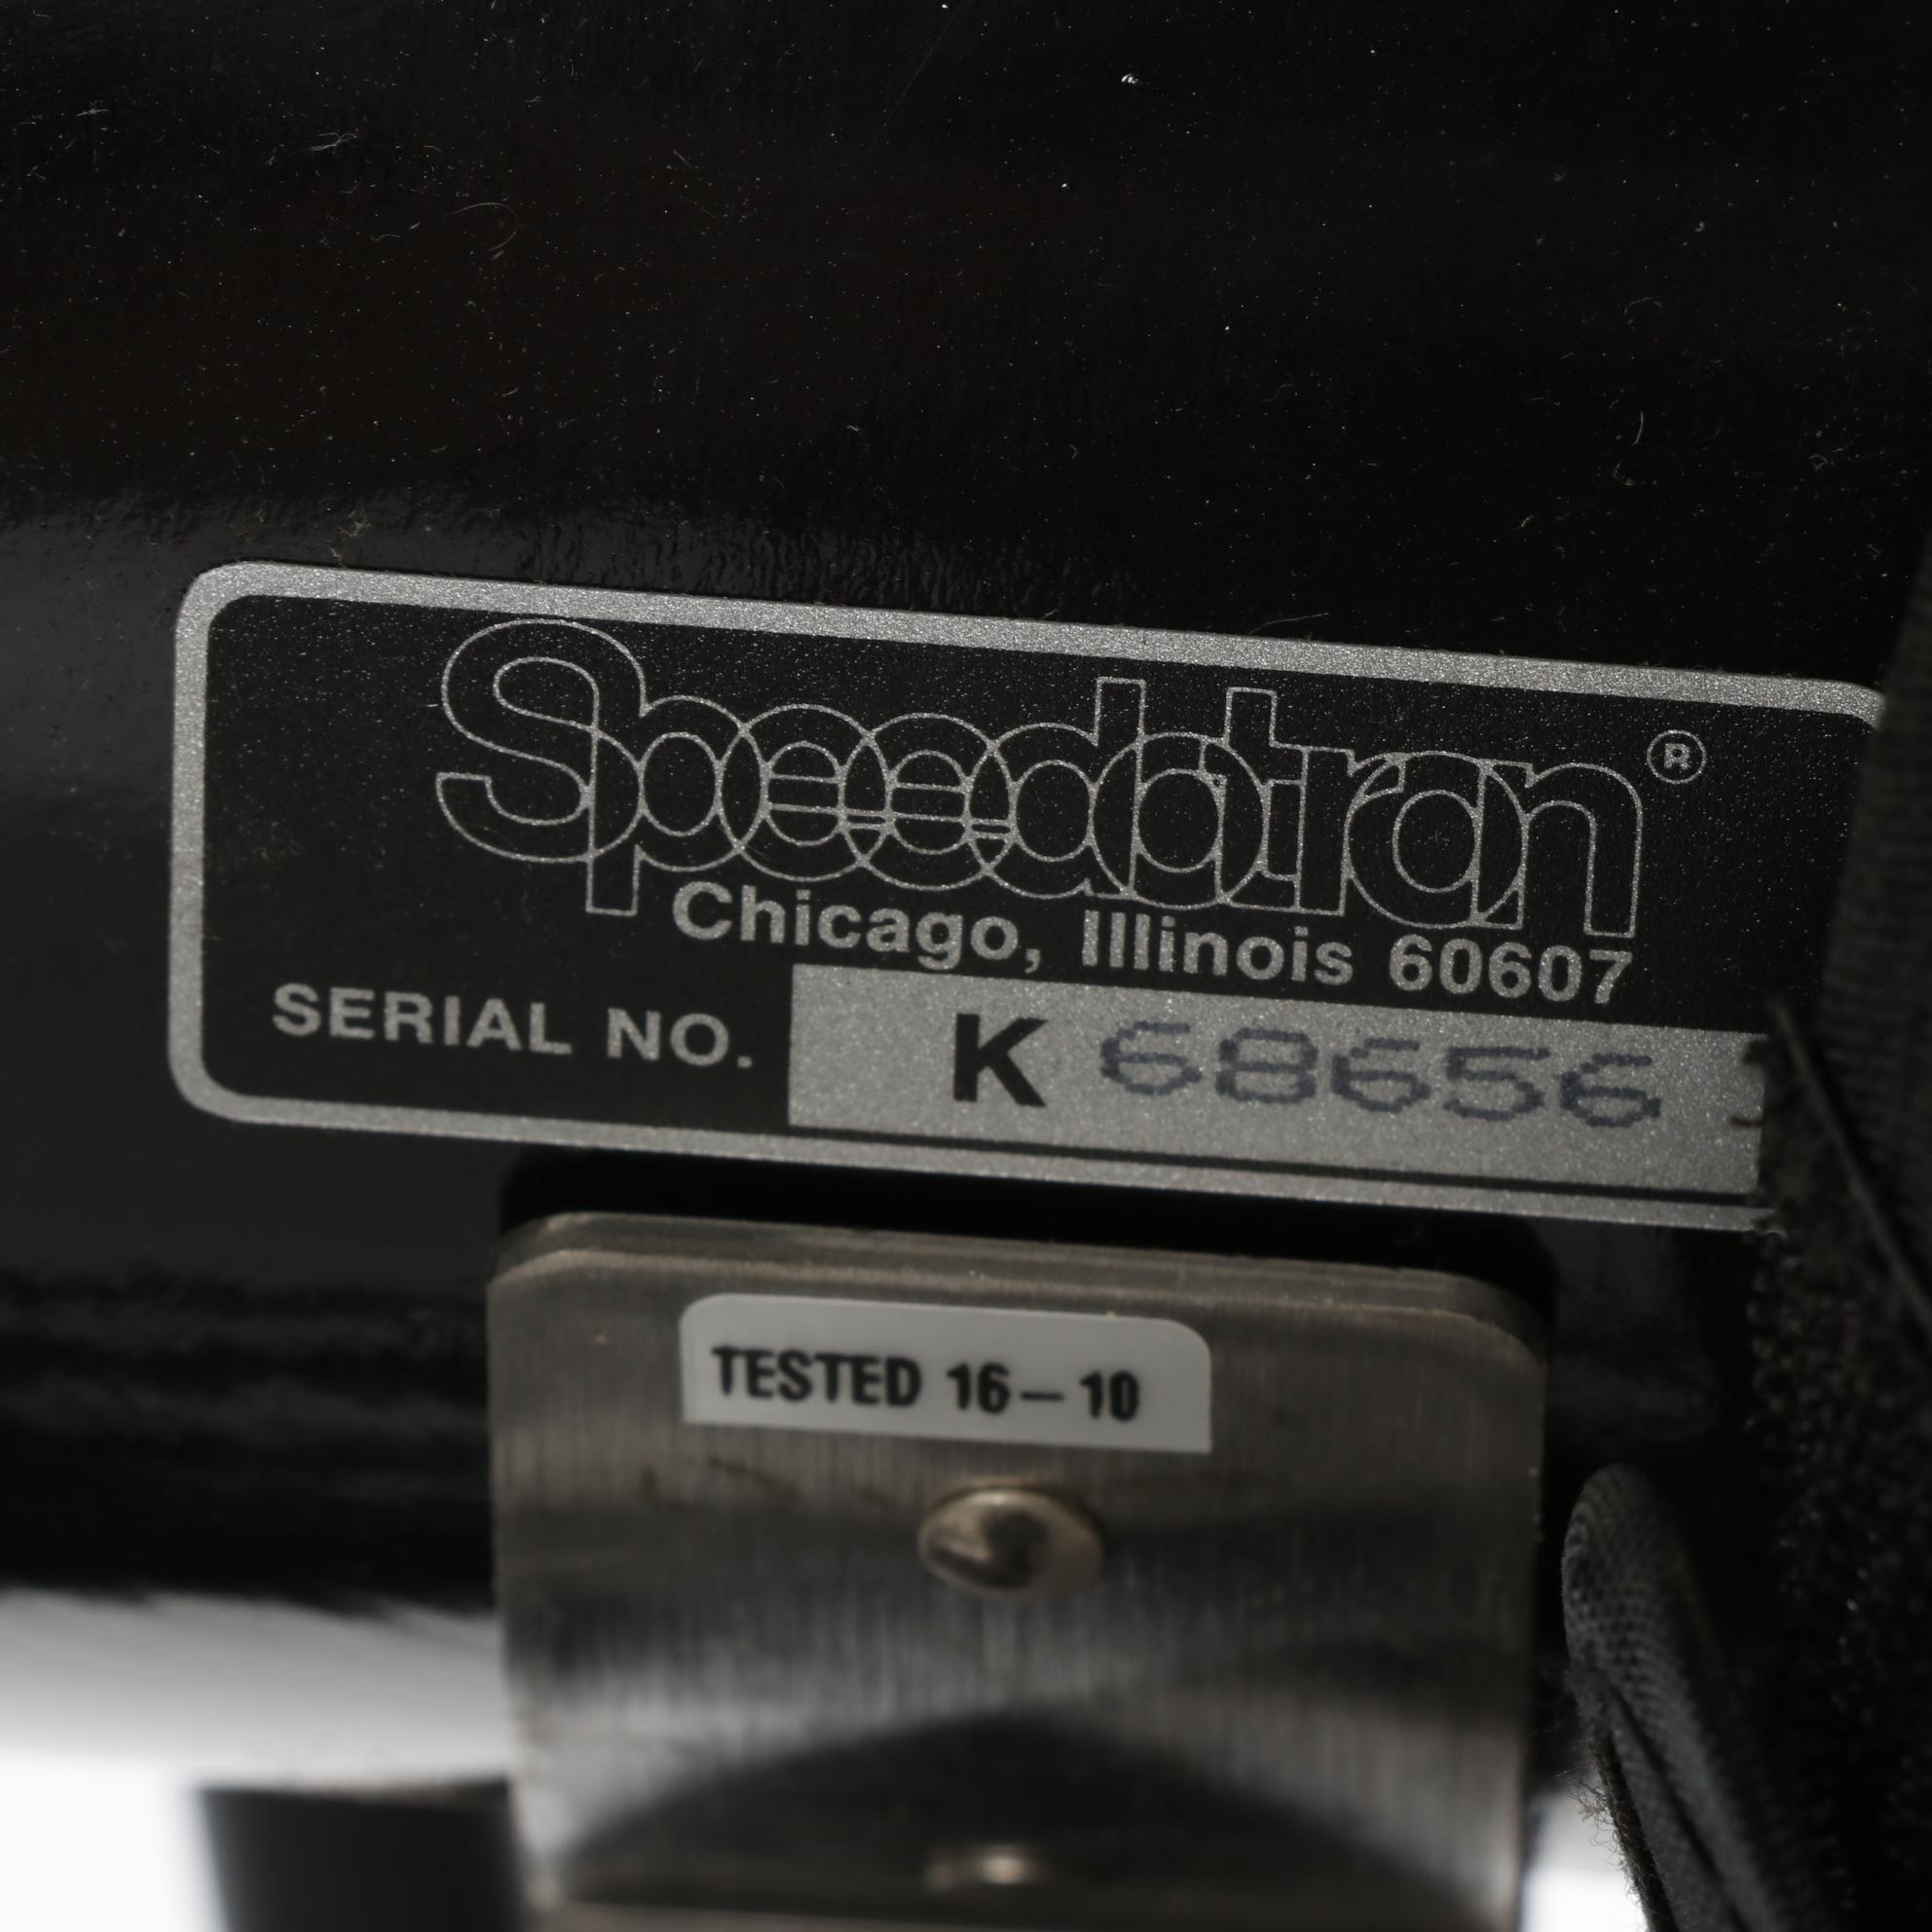 Speedotron ®
Chicago, Illinois 60607
SERIAL NO. K 68656
TESTED 16-10